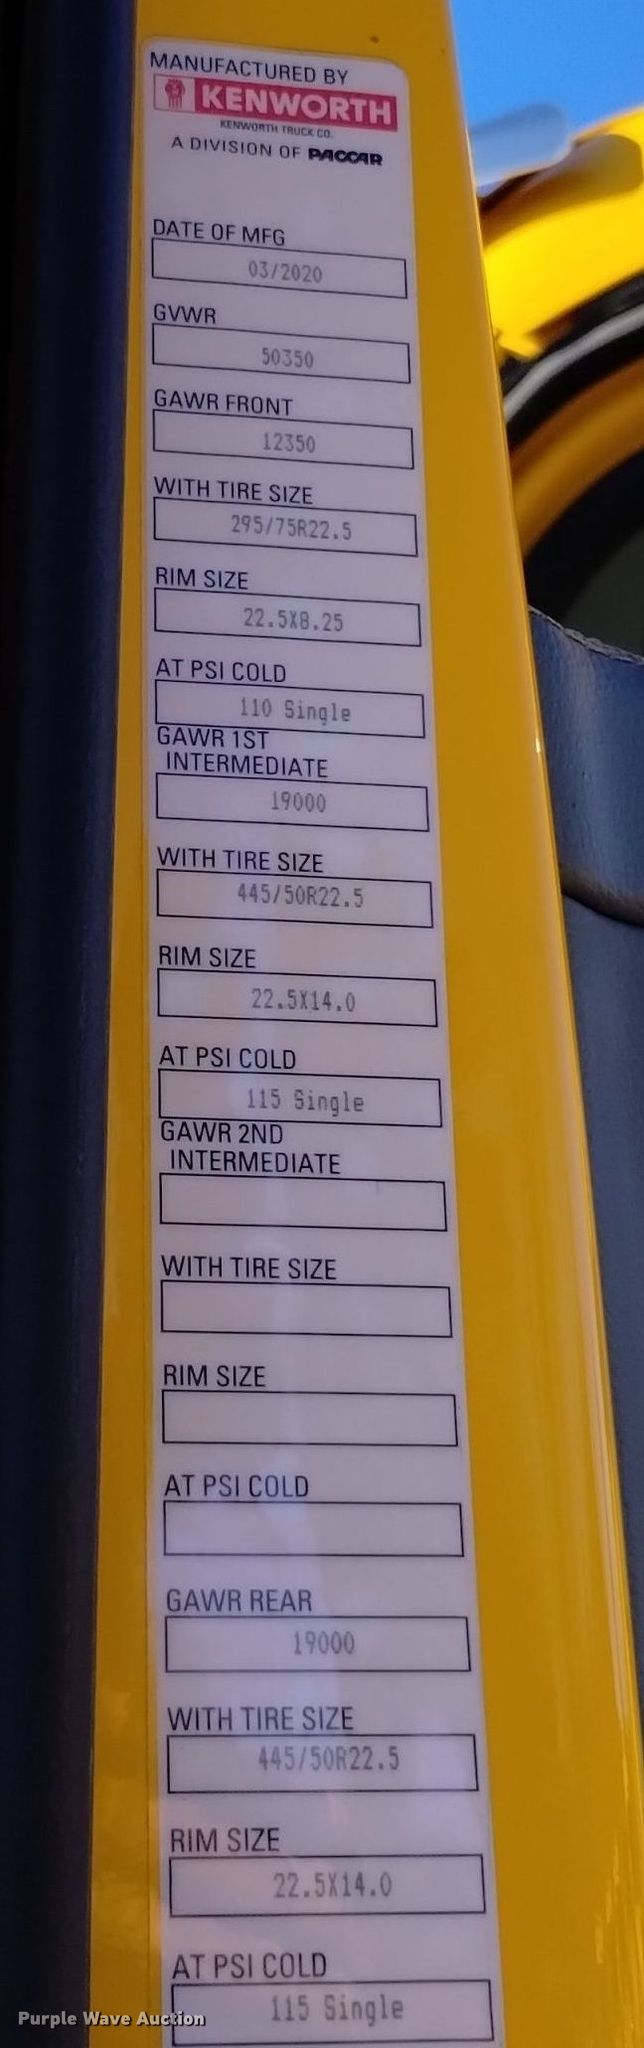 MANUFACTURED BY
KENWORTH
KENWORTH TRUCK CO.
A DIVISION OF PACCAR
DATE OF MFG
03/2020
GVWR
50350
GAWR FRONT
12350
WITH TIRE SIZE
295/75R22.5
RIM SIZE
22.5X8.25
AT PSI COLD
110 Single
GAWR 1ST
INTERMEDIATE
19000
WITH TIRE SIZE
445/50R22.5
RIM SIZE
22.5X14.0
AT PSI COLD
115 Single
GAWR 2ND
INTERMEDIATE
WITH TIRE SIZE
RIM SIZE
AT PSI COLD
GAWR REAR
19000
WITH TIRE SIZE
445/50R22.5
RIM SIZE
22.5X14.0
AT PSI COLD
115 Single
Purple Wave Auction